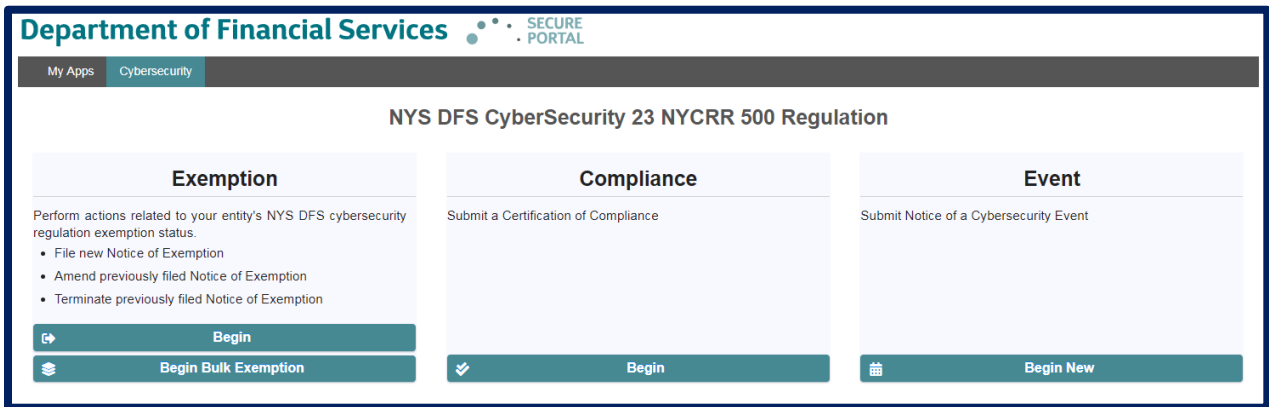 Department of Financial Services
SECURE
PORTAL
My Apps
Cybersecurity
NYS DFS CyberSecurity 23 NYCRR 500 Regulation
Exemption
Perform actions related to your entity's NYS DFS cybersecurity
regulation exemption status.
• File new Notice of Exemption
• Amend previously filed Notice of Exemption
• Terminate previously filed Notice of Exemption
Begin
Begin Bulk Exemption
Compliance
Submit a Certification of Compliance
Begin
Event
Submit Notice of a Cybersecurity Event
Begin New